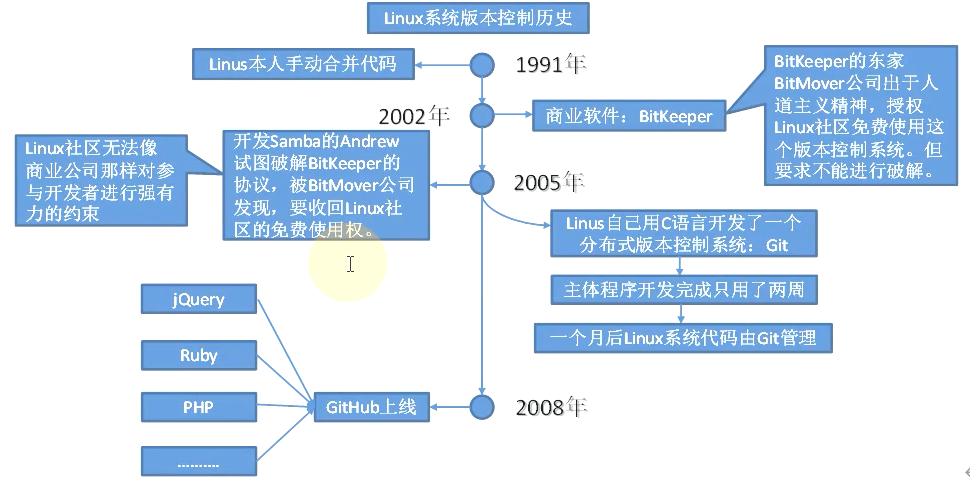 Linux系统版本控制历史
Linus本人手动合并代码
1991年
2002年
商业软件：BitKeeper
BitKeeper的东家
BitMover公司出于人
道主义精神，授权
Linux社区免费使用这
个版本控制系统。但
要求不能进行破解。
Linux社区无法像
商业公司那样对参
与开发者进行强有
力的约束
开发Samba的Andrew
试图破解BitKeeper的
协议，被BitMover公司
发现，要收回Linux社
区的免费使用权。
2005年
Linus自己用C语言开发了一个
分布式版本控制系统：Git
主体程序开发完成只用了两周
一个月后Linux系统代码由Git管理
jQuery
Ruby
PHP
..........
GitHub上线
2008年